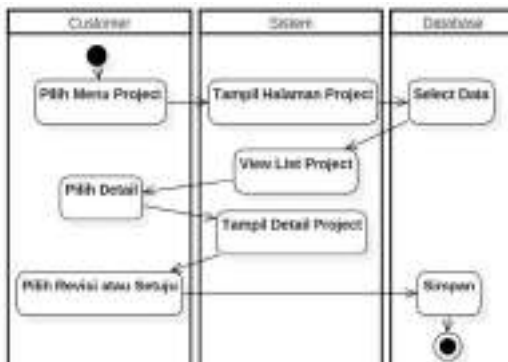 Customer
Sistem
Database
Pilih Menu Project
Tampil Halaman Project
Select Data
View List Project
Pilih Detail
Tampil Detail Project
Pilih Revisi atau Setuju
Simpan